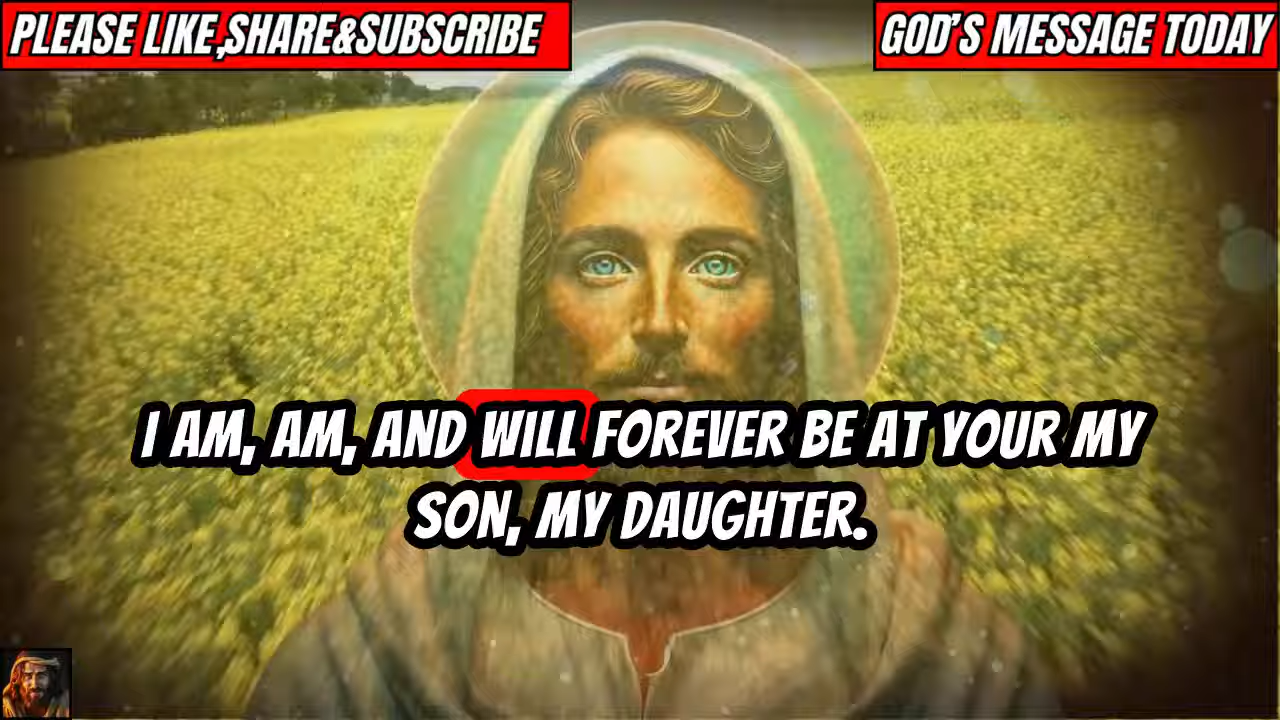 PLEASE LIKE,SHARE&SUBSCRIBE
GOD'S MESSAGE TODAY
I AM, AM, AND WILL FOREVER BE AT YOUR MY
SON, MY DAUGHTER.